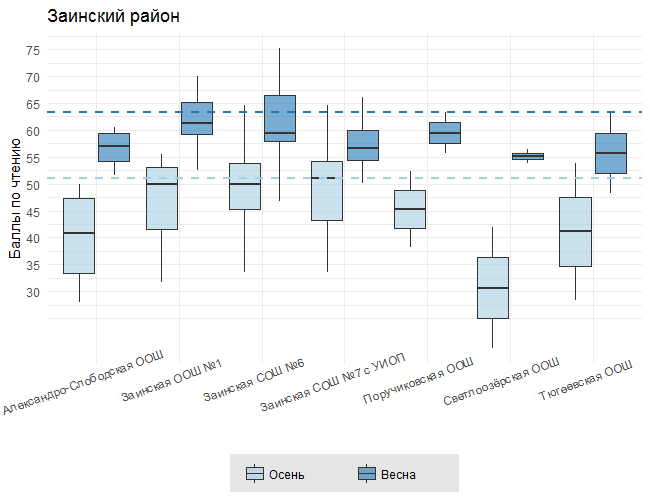 Заинский район
Баллы по чтению
75
70
65
60
55
50
45
40
35
30
Александро-Слободская ООШ
Заинская ООШ №1
Заинская СОШ №6
Заинская СОШ №7 с УИОП
Поручиковская ООШ
Светлоозёрская ООШ
Тюгеевская ООШ
Осень
Весна